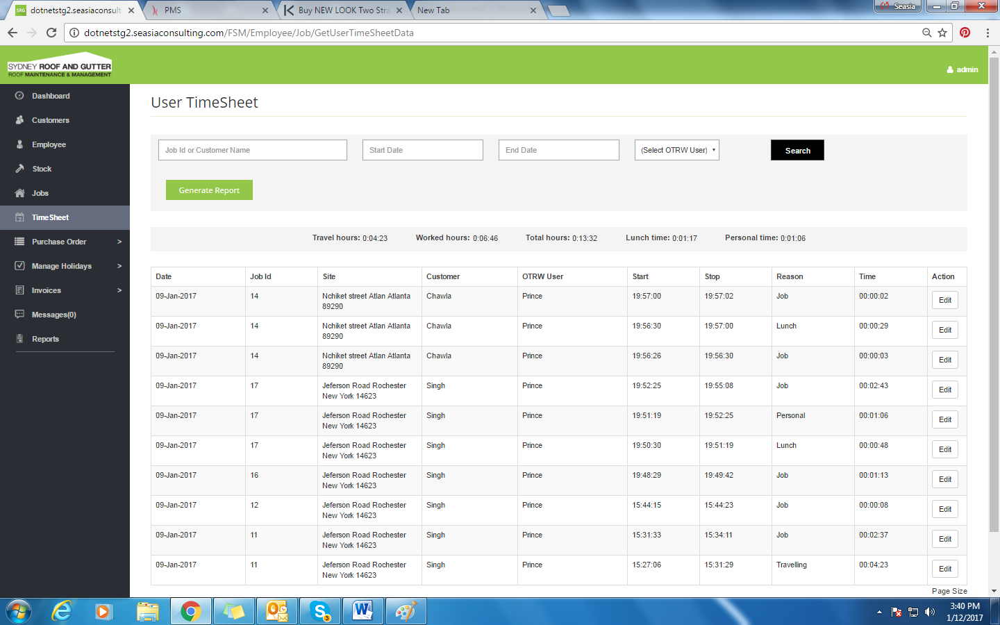 SRG dotnetstg2.seasiaconsult
PMS
Buy NEW LOOK Two Stra
New Tab
Seasia
dotnetstg2.seasiaconsulting.com/FSM/Employee/Job/GetUserTimeSheetData
SYDNEY ROOF AND GUTTER
ROOF MAINTENANCE & MANAGEMENT
admin
Dashboard
Customers
Employee
Stock
Jobs
TimeSheet
Purchase Order >
Manage Holidays >
Invoices >
Messages(0)
Reports
User TimeSheet
Job Id or Customer Name Start Date End Date (Select OTRW User) Search
Generate Report
Travel hours: 0:04:23 Worked hours: 0:06:46 Total hours: 0:13:32 Lunch time: 0:01:17 Personal time: 0:01:06
Date Job Id Site Customer OTRW User Start Stop Reason Time Action
09-Jan-2017 14 Nchiket street Atlan Atlanta Chawla Prince 19:57:00 19:57:02 Job 00:00:02 Edit
89290
09-Jan-2017 14 Nchiket street Atlan Atlanta Chawla Prince 19:56:30 19:57:00 Lunch 00:00:29 Edit
89290
09-Jan-2017 14 Nchiket street Atlan Atlanta Chawla Prince 19:56:26 19:56:30 Job 00:00:03 Edit
89290
09-Jan-2017 17 Jeferson Road Rochester Singh Prince 19:52:25 19:55:08 Job 00:02:43 Edit
New York 14623
09-Jan-2017 17 Jeferson Road Rochester Singh Prince 19:51:19 19:52:25 Personal 00:01:06 Edit
New York 14623
09-Jan-2017 17 Jeferson Road Rochester Singh Prince 19:50:30 19:51:19 Lunch 00:00:48 Edit
New York 14623
09-Jan-2017 16 Jeferson Road Rochester Singh Prince 19:48:29 19:49:42 Job 00:01:13 Edit
New York 14623
09-Jan-2017 12 Jeferson Road Rochester Singh Prince 15:44:15 15:44:23 Job 00:00:08 Edit
New York 14623
09-Jan-2017 11 Jeferson Road Rochester Singh Prince 15:31:33 15:34:11 Job 00:02:37 Edit
New York 14623
09-Jan-2017 11 Jeferson Road Rochester Singh Prince 15:27:06 15:31:29 Travelling 00:04:23 Edit
New York 14623
Page Size
3
3:40 PM
1/12/2017